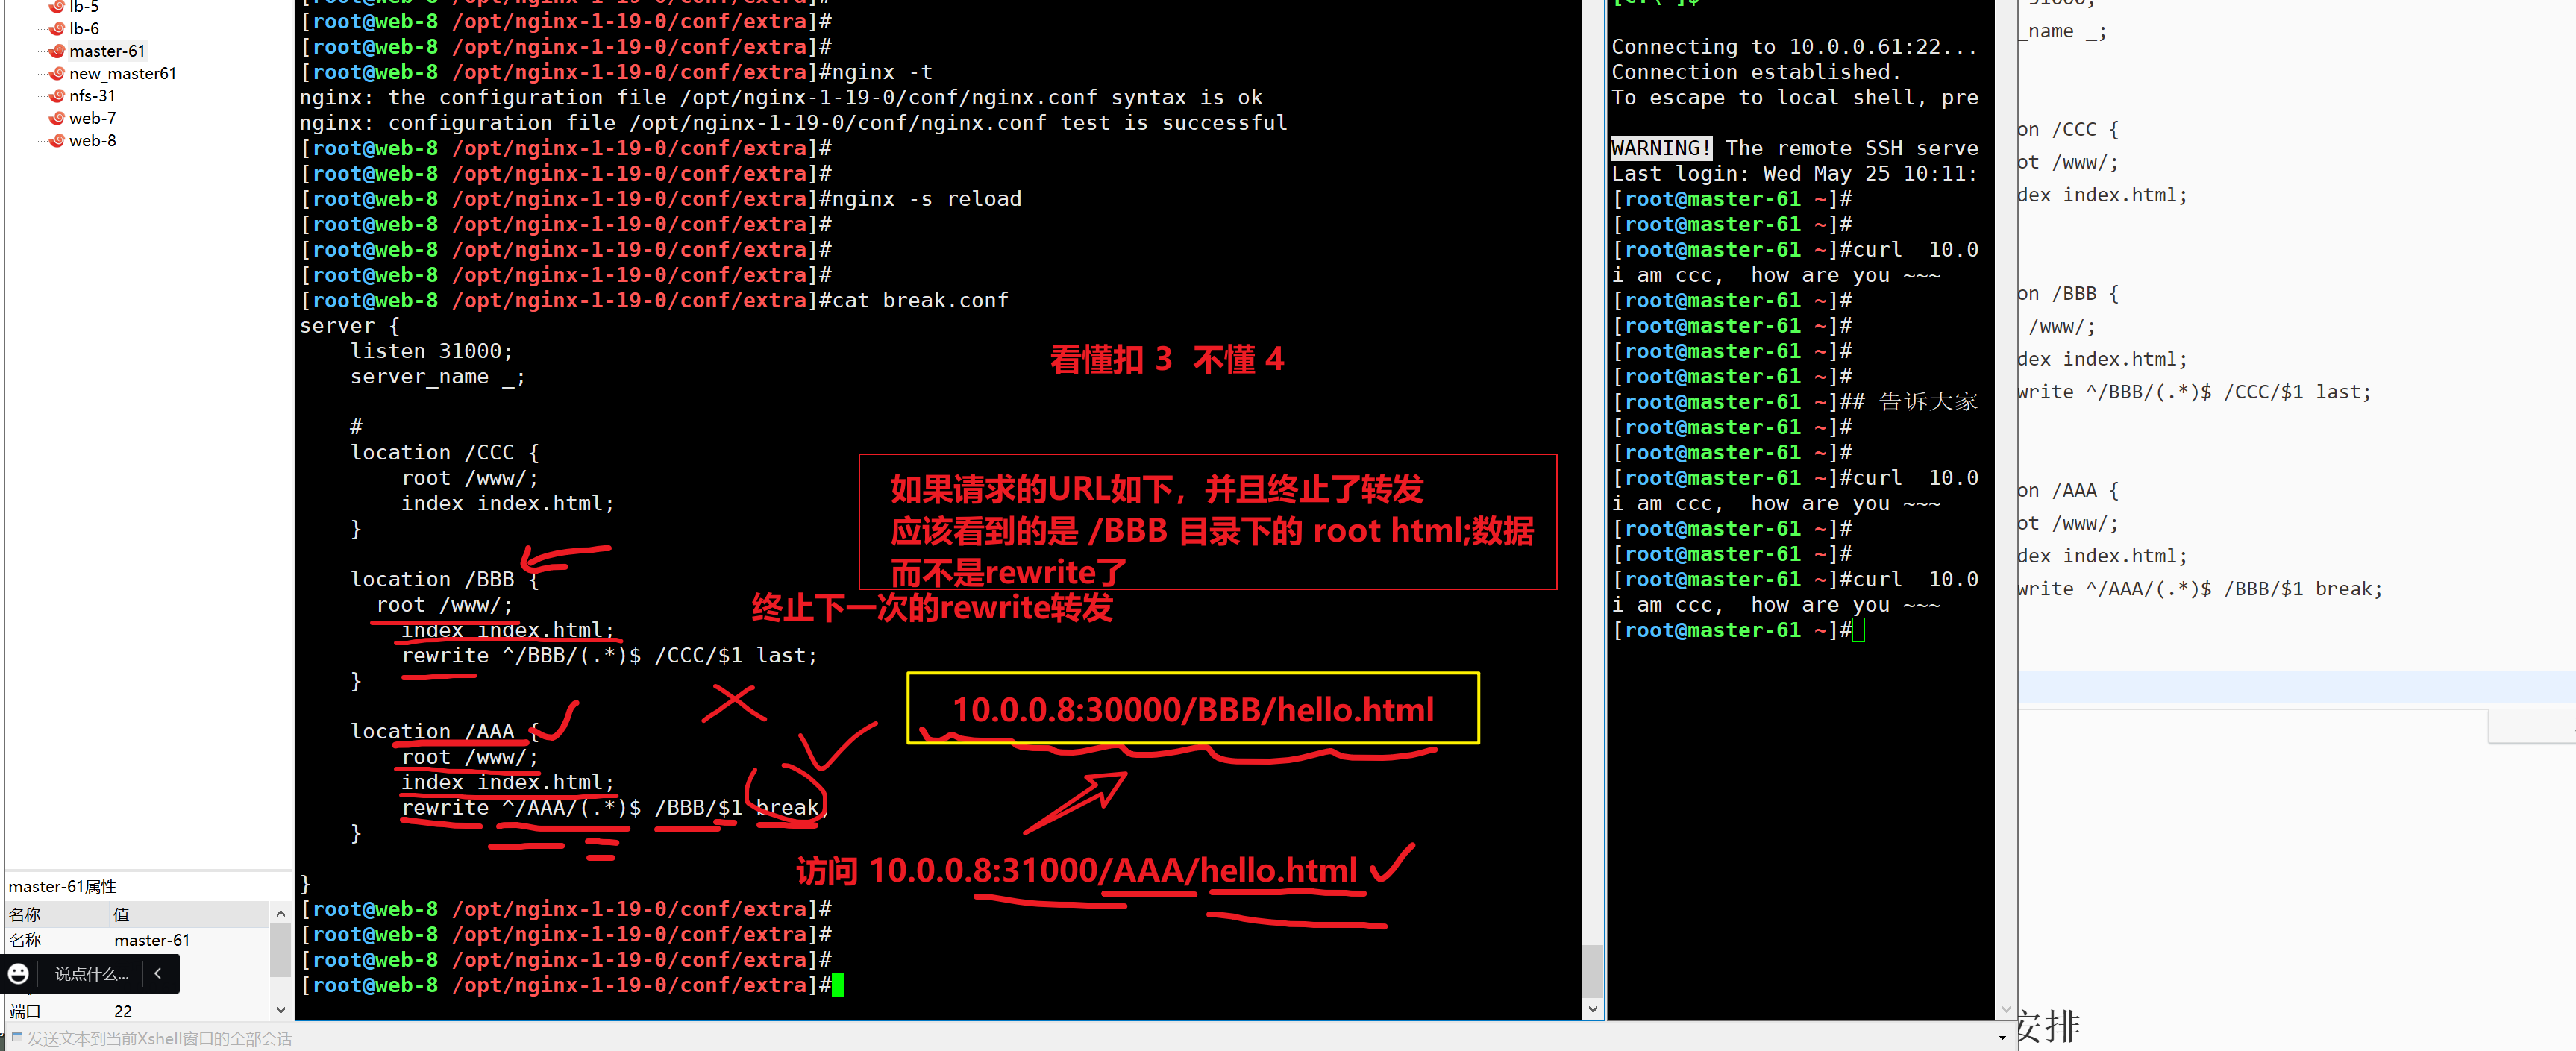 lb-5
lb-6
master-61
new_master61
nfs-31
web-7
web-8
master-61属性
名称 值
名称 master-61
说点什么...
端口 22
发送文本到当前Xshell窗口的全部会话
[root@web-8 /opt/nginx-1-19-0/conf/extra]#
[root@web-8 /opt/nginx-1-19-0/conf/extra]#
[root@web-8 /opt/nginx-1-19-0/conf/extra]#nginx -t
nginx: the configuration file /opt/nginx-1-19-0/conf/nginx.conf syntax is ok
nginx: configuration file /opt/nginx-1-19-0/conf/nginx.conf test is successful
[root@web-8 /opt/nginx-1-19-0/conf/extra]#
[root@web-8 /opt/nginx-1-19-0/conf/extra]#
[root@web-8 /opt/nginx-1-19-0/conf/extra]#nginx -s reload
[root@web-8 /opt/nginx-1-19-0/conf/extra]#
[root@web-8 /opt/nginx-1-19-0/conf/extra]#
[root@web-8 /opt/nginx-1-19-0/conf/extra]#
[root@web-8 /opt/nginx-1-19-0/conf/extra]#cat break.conf
server {
listen 31000;
server_name _;
#
location /CCC {
root /www/;
index index.html;
}
location /BBB {
root /www/;
index index.html;
rewrite ^/BBB/(.*)$ /CCC/$1 last;
}
location /AAA {
root /www/;
index index.html;
rewrite ^/AAA/(.*)$ /BBB/$1 break;
}
}
[root@web-8 /opt/nginx-1-19-0/conf/extra]#
[root@web-8 /opt/nginx-1-19-0/conf/extra]#
[root@web-8 /opt/nginx-1-19-0/conf/extra]#
[root@web-8 /opt/nginx-1-19-0/conf/extra]#
看懂扣 3 不懂 4
如果请求的URL如下，并且终止了转发
应该看到的是 /BBB 目录下的 root html;数据
而不是rewrite了
终止下一次的rewrite转发
10.0.0.8:30000/BBB/hello.html
访问 10.0.0.8:31000/AAA/hello.html
Connecting to 10.0.0.61:22...
Connection established.
To escape to local shell, pre
WARNING! The remote SSH serve
Last login: Wed May 25 10:11:
[root@master-61 ~]#
[root@master-61 ~]#
[root@master-61 ~]#curl 10.0
i am ccc, how are you ~~~
[root@master-61 ~]#
[root@master-61 ~]#
[root@master-61 ~]#
[root@master-61 ~]#
[root@master-61 ~]### 告诉大家
[root@master-61 ~]#
[root@master-61 ~]#
[root@master-61 ~]#curl 10.0
i am ccc, how are you ~~~
[root@master-61 ~]#
[root@master-61 ~]#
[root@master-61 ~]#curl 10.0
i am ccc, how are you ~~~
[root@master-61 ~]#
_name _;
on /CCC {
ot /www/;
dex index.html;
on /BBB {
/www/;
dex index.html;
write ^/BBB/(.*)$ /CCC/$1 last;
on /AAA {
ot /www/;
dex index.html;
write ^/AAA/(.*)$ /BBB/$1 break;
安排